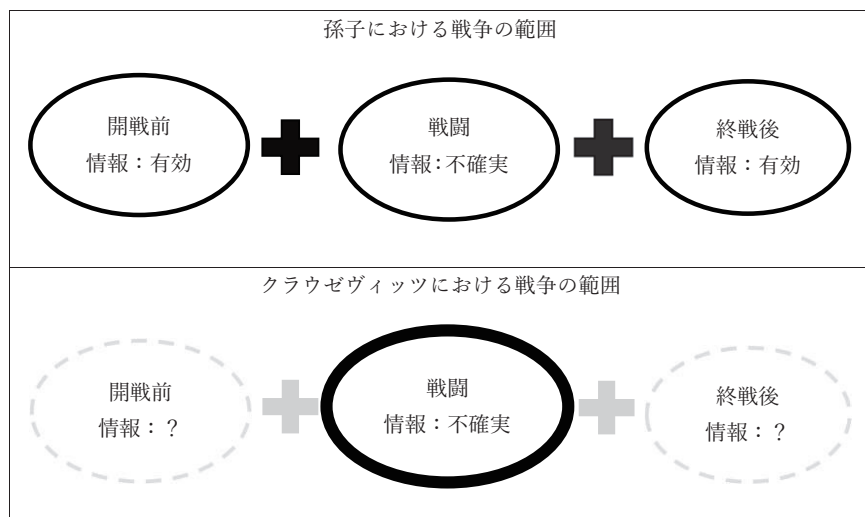 孫子における戦争の範囲
開戦前
情報：有効
戦闘
情報：不確実
終戦後
情報：有効
クラウゼヴィッツにおける戦争の範囲
開戦前
情報：？
戦闘
情報：不確実
終戦後
情報：？